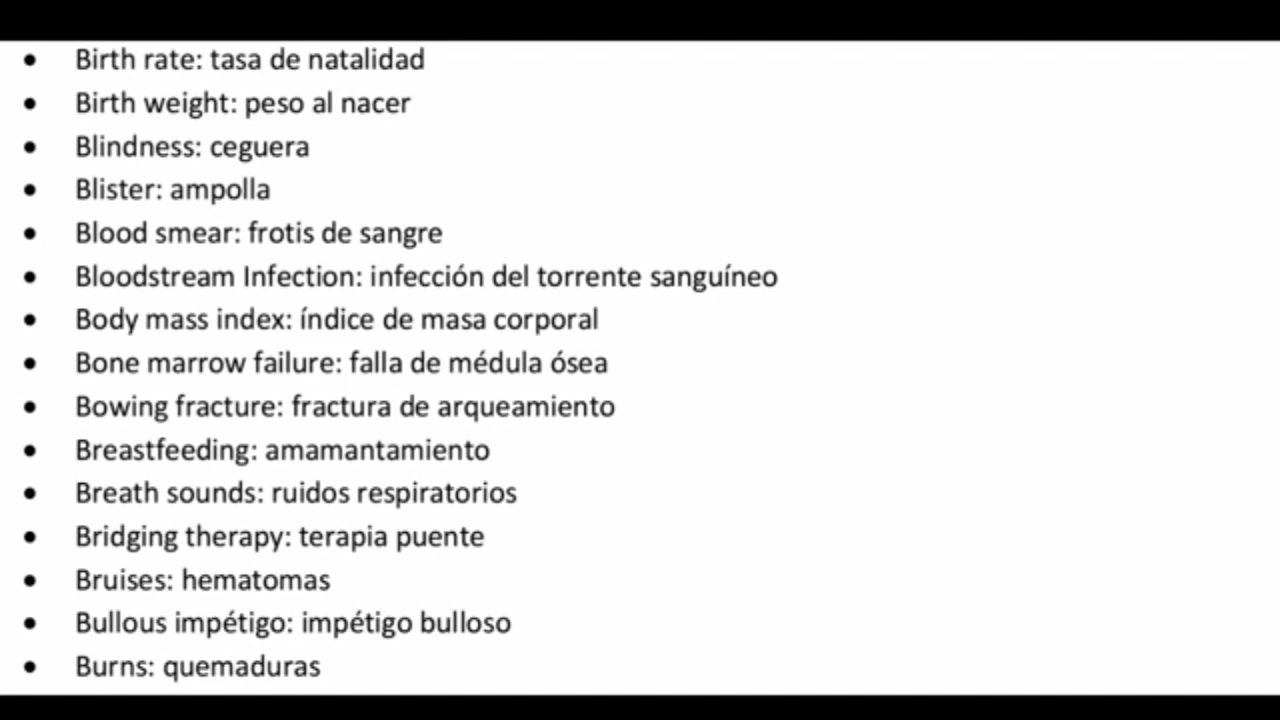 • Birth rate: tasa de natalidad
• Birth weight: peso al nacer
• Blindness: ceguera
• Blister: ampolla
• Blood smear: frotis de sangre
• Bloodstream Infection: infección del torrente sanguíneo
• Body mass index: índice de masa corporal
• Bone marrow failure: falla de médula ósea
• Bowing fracture: fractura de arqueamiento
• Breastfeeding: amamantamiento
• Breath sounds: ruidos respiratorios
• Bridging therapy: terapia puente
• Bruises: hematomas
• Bullous impétigo: impétigo bulloso
• Burns: quemaduras